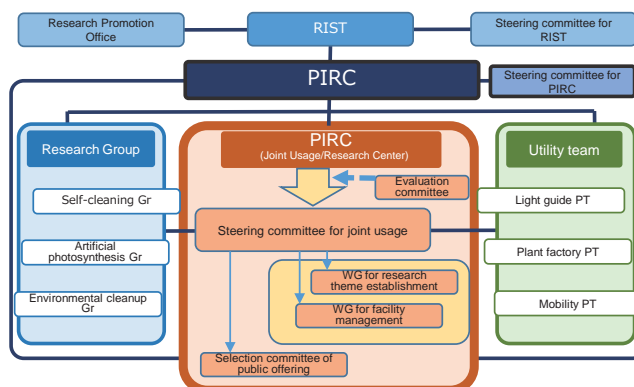 Research Promotion
Office
RIST
Steering committee for
RIST
PIRC
Steering committee for
PIRC
Research Group
PIRC
(Joint Usage/Research Center)
Utility team
Evaluation
committee
Self-cleaning Gr
Light guide PT
Steering committee for joint usage
Artificial
photosynthesis Gr
Plant factory PT
WG for research
theme establishment
Environmental cleanup
Gr
WG for facility
management
Mobility PT
Selection committee of
public offering